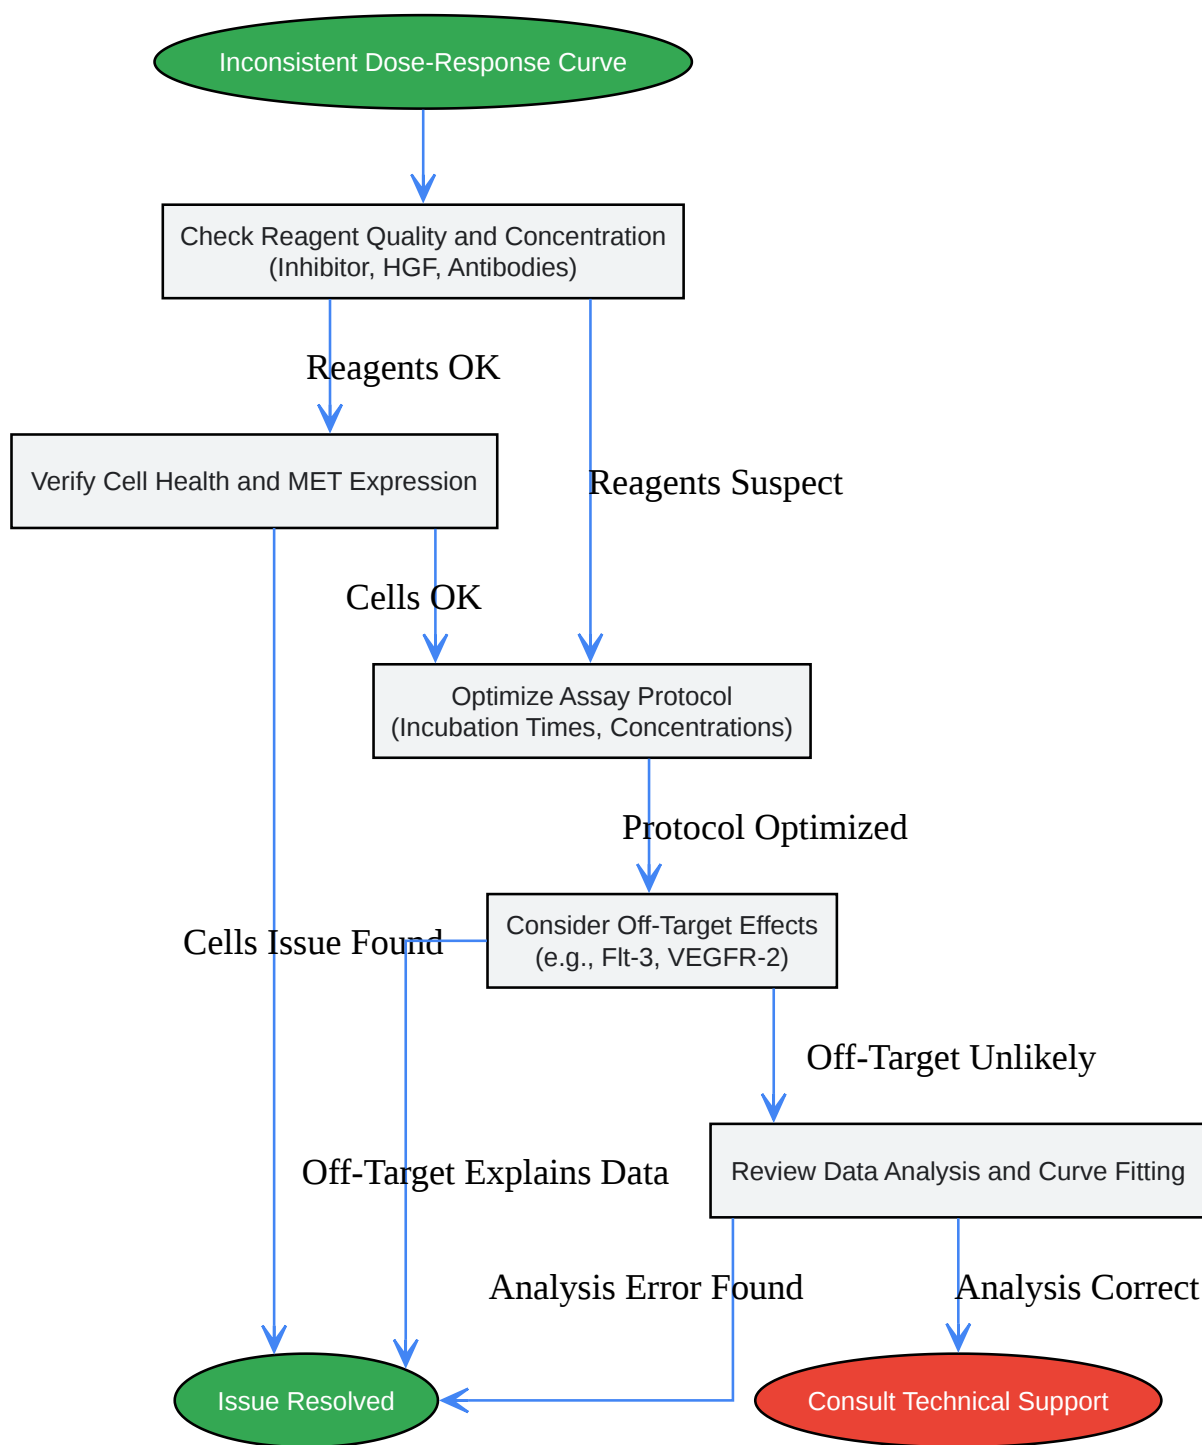 Inconsistent Dose-Response Curve
Check Reagent Quality and Concentration
(Inhibitor, HGF, Antibodies)
Reagents OK
Verify Cell Health and MET Expression
Reagents Suspect
Cells OK
Optimize Assay Protocol
(Incubation Times, Concentrations)
Protocol Optimized
Consider Off-Target Effects
(e.g., Flt-3, VEGFR-2)
Cells Issue Found
Off-Target Unlikely
Off-Target Explains Data
Review Data Analysis and Curve Fitting
Analysis Error Found
Analysis Correct
Issue Resolved
Consult Technical Support